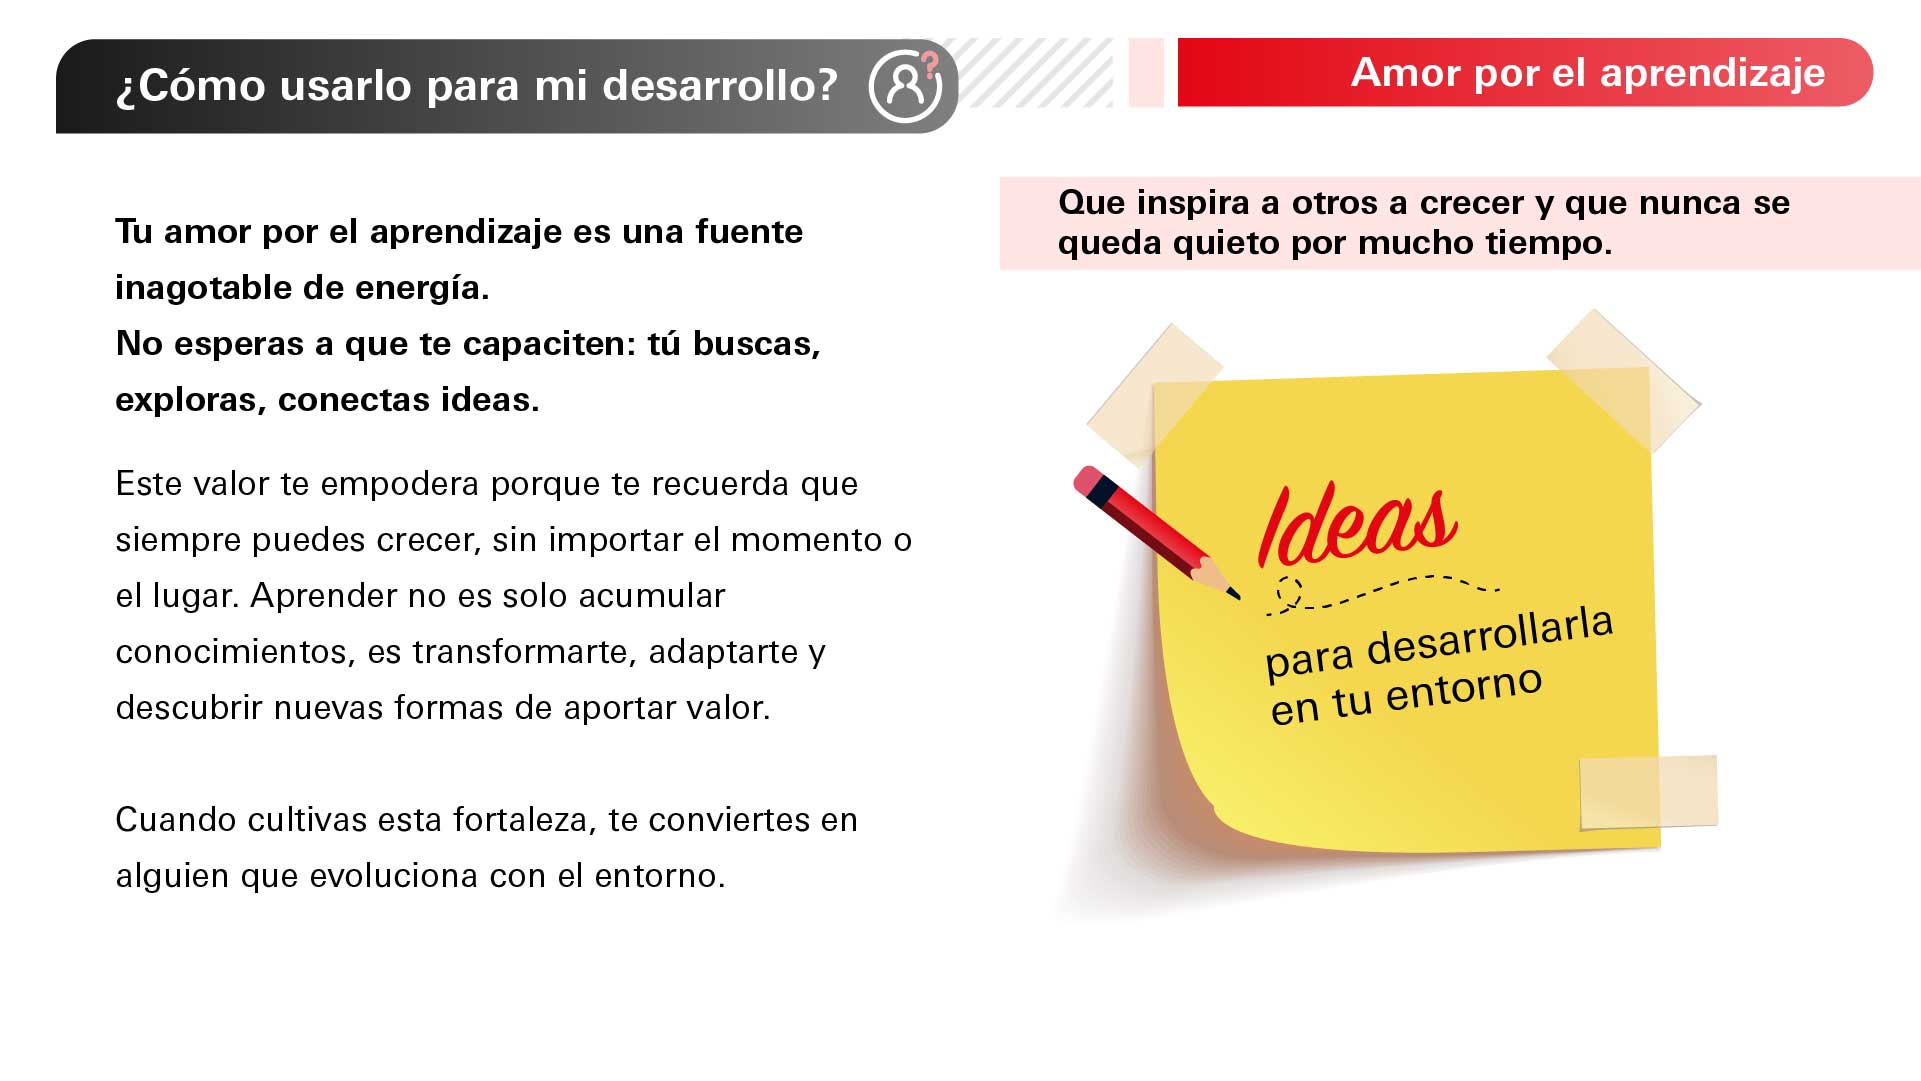 ¿Cómo usarlo para mi desarrollo?
Amor por el aprendizaje
Tu amor por el aprendizaje es una fuente
inagotable de energía.
No esperas a que te capaciten: tú buscas,
exploras, conectas ideas.
Este valor te empodera porque te recuerda que
siempre puedes crecer, sin importar el momento o
el lugar. Aprender no es solo acumular
conocimientos, es transformarte, adaptarte y
descubrir nuevas formas de aportar valor.
Cuando cultivas esta fortaleza, te conviertes en
alguien que evoluciona con el entorno.
Que inspira a otros a crecer y que nunca se
queda quieto por mucho tiempo.
Ideas
para desarrollarla
en tu entorno